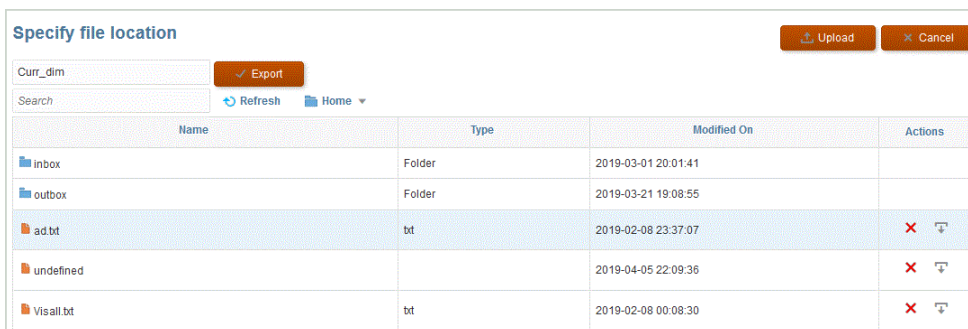 Specify file location
Upload
Cancel
Curr_dim
Export
Search
Refresh
Home
Name Type Modified On Actions
inbox Folder 2019-03-01 20:01:41
outbox Folder 2019-03-21 19:08:55
ad.txt txt 2019-02-08 23:37:07
undefined 2019-04-05 22:09:36
Visall.txt txt 2019-02-08 00:08:30